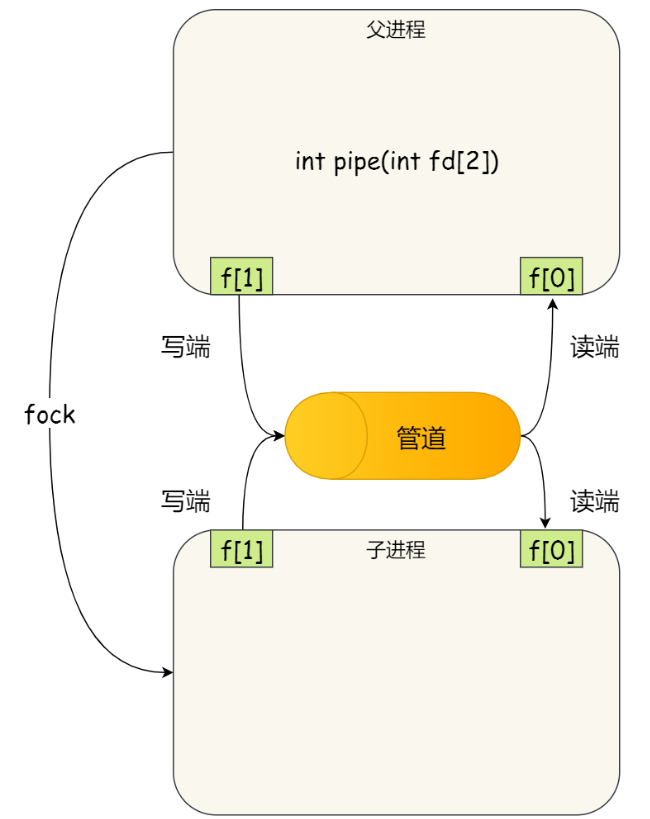 父进程
int pipe(int fd[2])
f[1]
f[0]
写端
读端
fock
管道
写端
读端
f[1]
子进程
f[0]